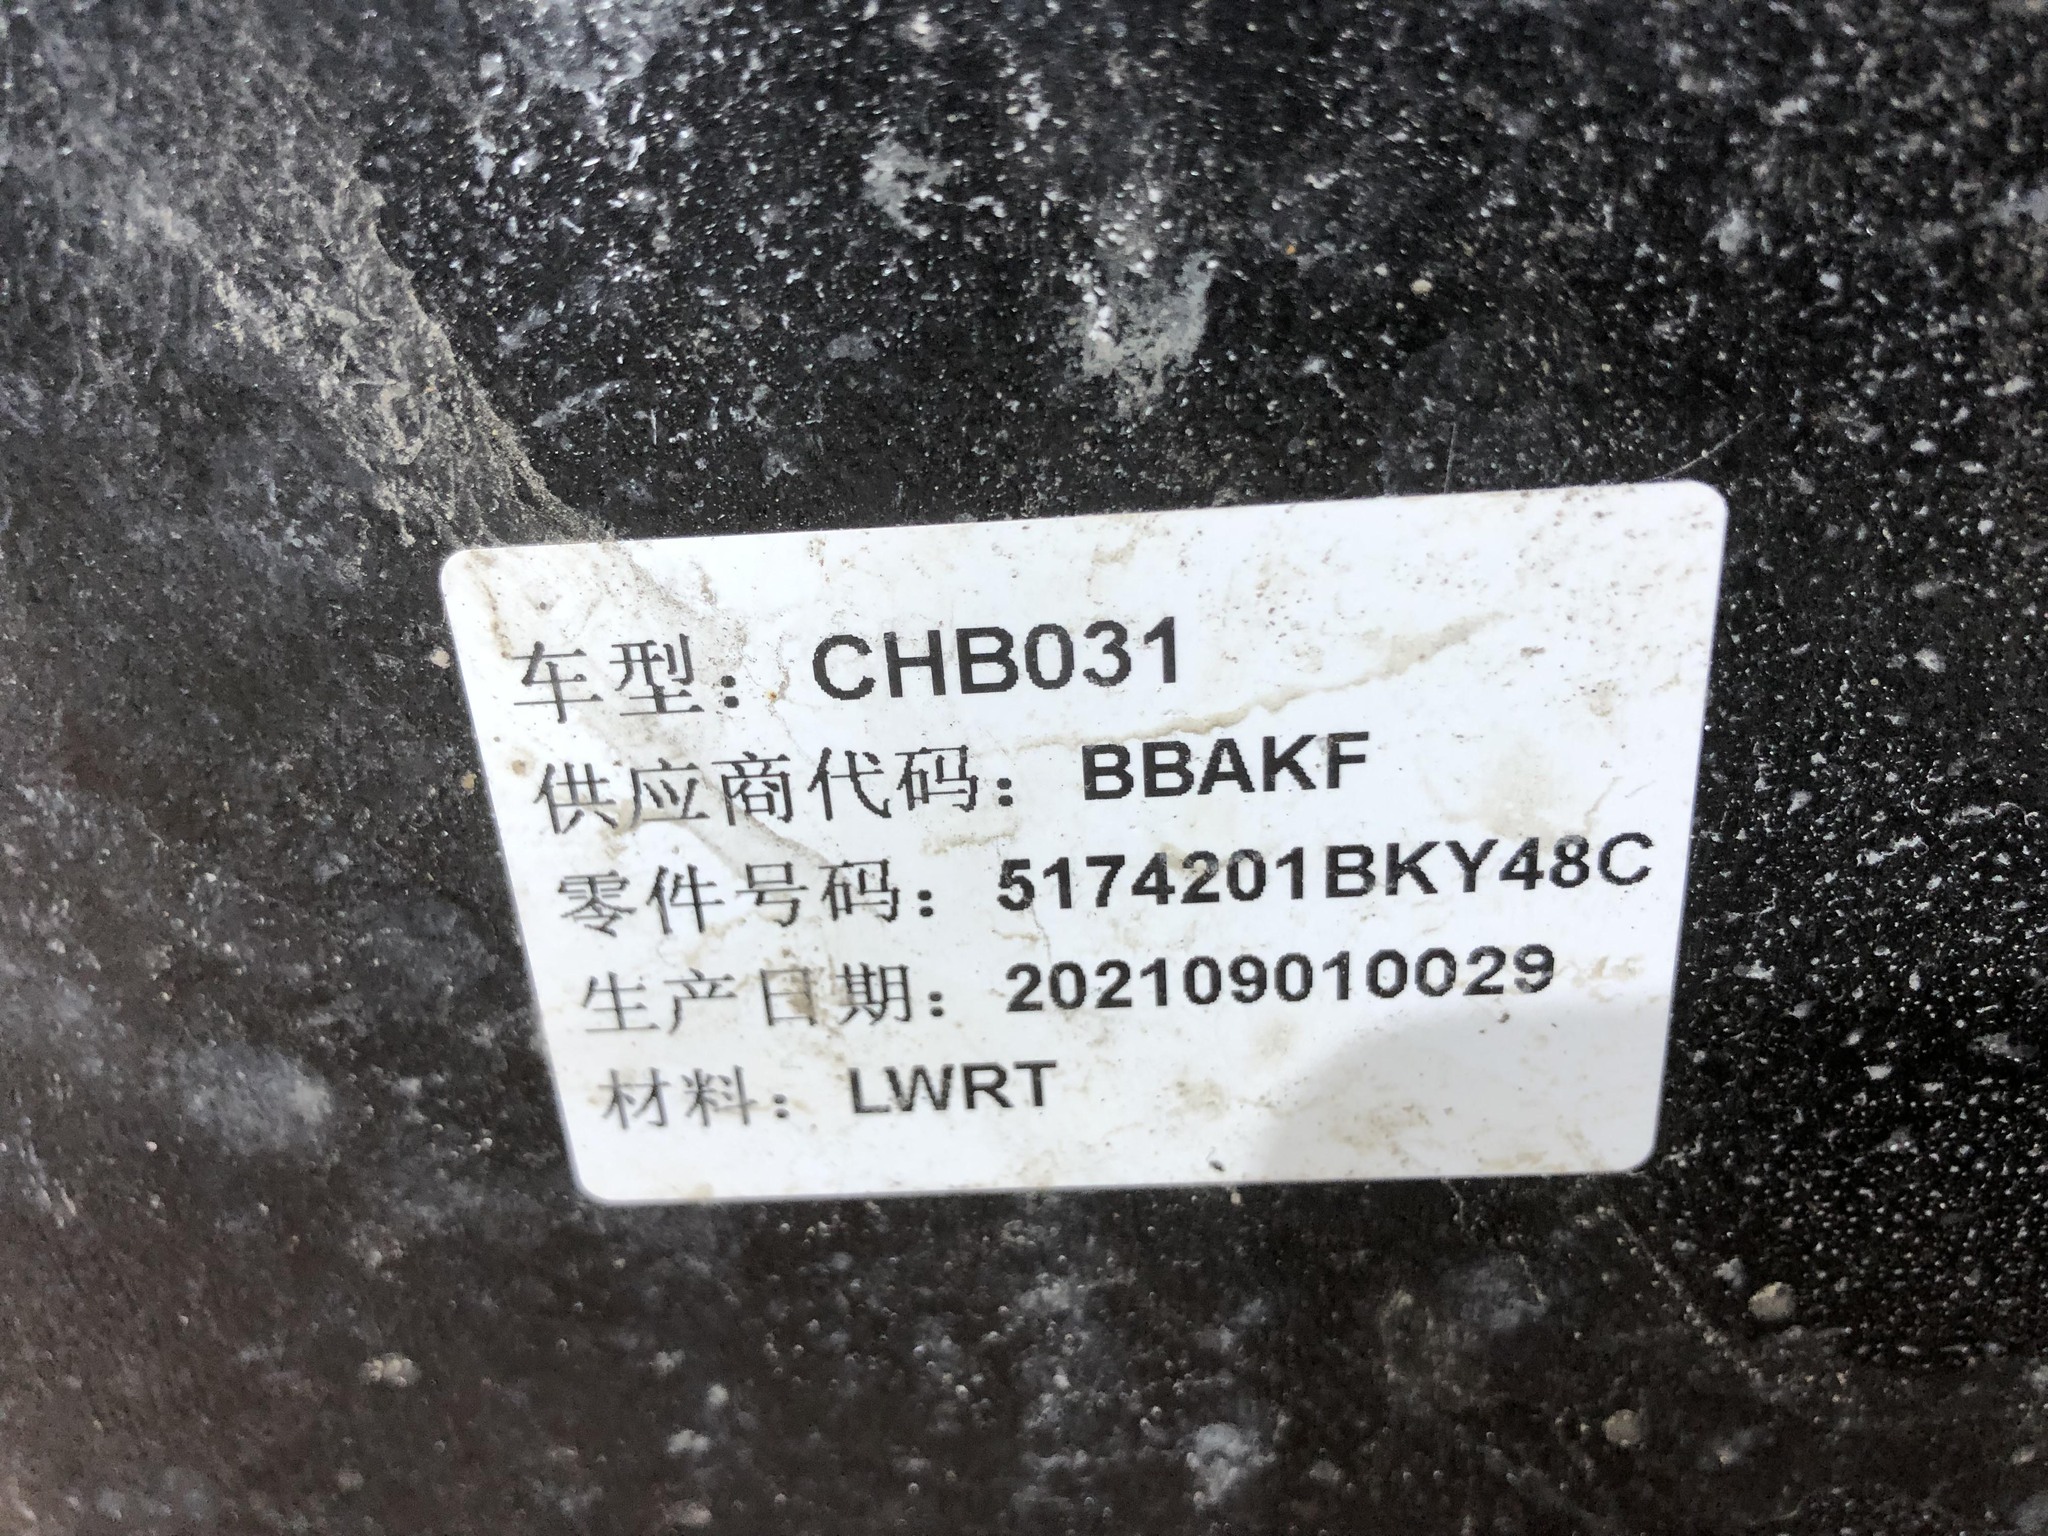 车型： CHB031
供应商代码： BBAKF
零件号码： 5174201BKY48C
生产日期： 202109010029
材料： LWRT